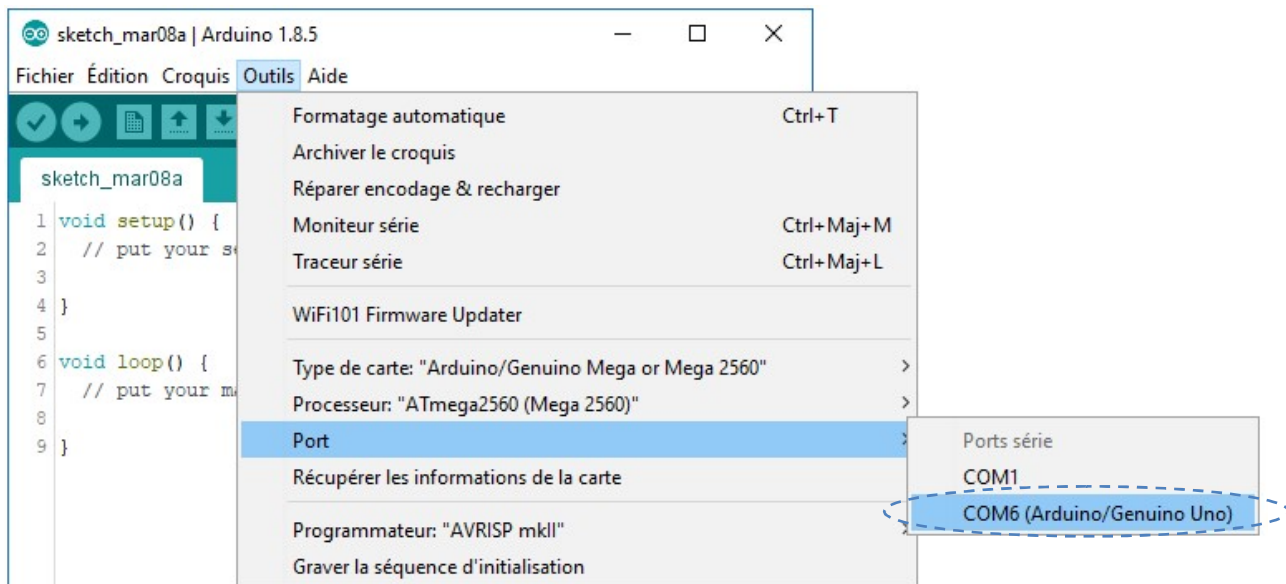 sketch_mar08a | Arduino 1.8.5
Fichier Édition Croquis Outils Aide
sketch_mar08a
1 void setup() {
2 // put your se
3
4 }
5
6 void loop() {
7 // put your ma
8
9 }
Formatage automatique Ctrl+T
Archiver le croquis
Réparer encodage & recharger
Moniteur série Ctrl+Maj+M
Traceur série Ctrl+Maj+L
WiFi101 Firmware Updater
Type de carte: "Arduino/Genuino Mega or Mega 2560"
Processeur: "ATmega2560 (Mega 2560)"
Port
Récupérer les informations de la carte
Programmateur: "AVRISP mkII"
Graver la séquence d'initialisation
Ports série
COM1
COM6 (Arduino/Genuino Uno)